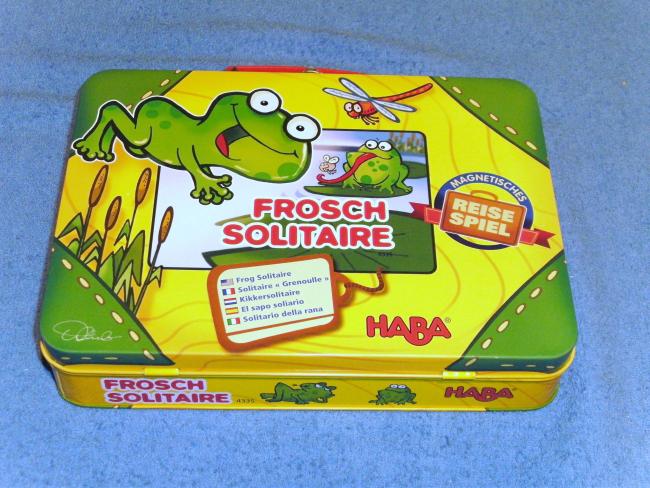 MAGNETISCHES
REISE
SPIEL
FROSCH
SOLITAIRE
Frog Solitaire
Solitaire « Grenouille »
Kikkersolitaire
El sapo soliario
Solitario della rana
HABA®
FROSCH
SOLITAIRE
4335
HABA®